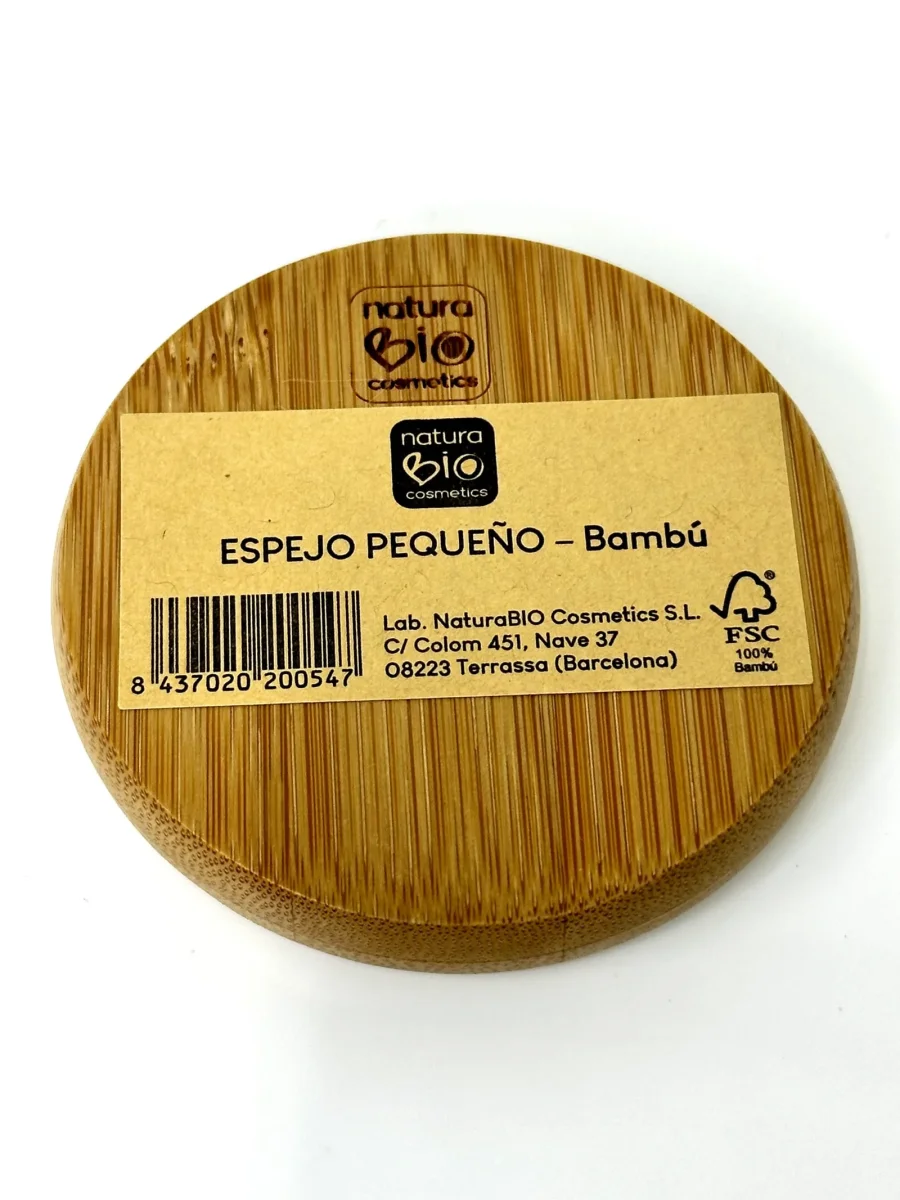 natura
BiO
cosmetics
natura
BiO
cosmetics
ESPEJO PEQUEÑO – Bambú
Lab. NaturaBIO Cosmetics S.L.
C/ Colom 451, Nave 37
08223 Terrassa (Barcelona)
8 437020 200547
®
FSC
100%
Bambú